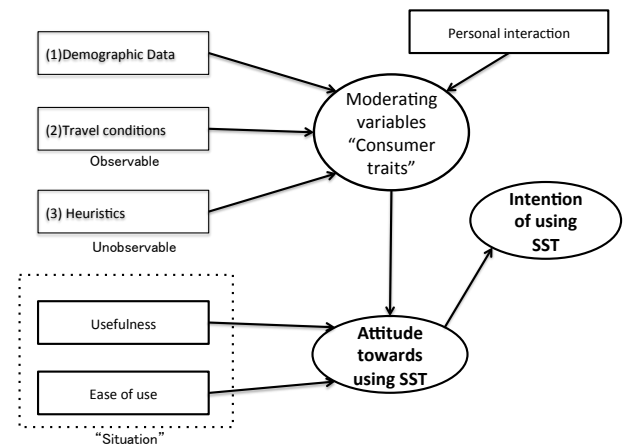 Personal interaction
(1)Demographic Data
Moderating
variables
“Consumer
traits”
(2)Travel conditions
Observable
(3) Heuristics
Unobservable
Intention
of using
SST
Usefulness
Attitude
towards
using SST
Ease of use
“Situation”